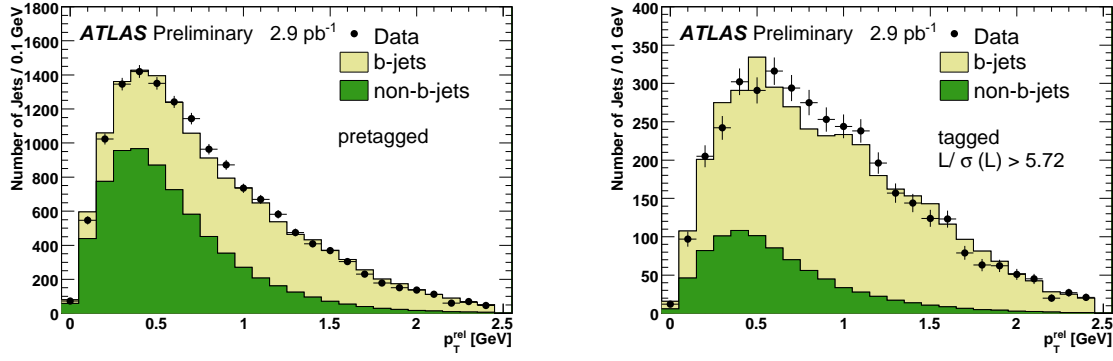 Number of Jets / 0.1 GeV
1800
1600
1400
1200
1000
800
600
400
200
0
ATLAS Preliminary 2.9 pb-1
Data
b-jets
non-b-jets
pretagged
0 0.5 1 1.5 2 2.5
p_T^rel [GeV]
Number of Jets / 0.1 GeV
400
350
300
250
200
150
100
50
0
ATLAS Preliminary 2.9 pb-1
Data
b-jets
non-b-jets
tagged
L/ σ (L) > 5.72
0 0.5 1 1.5 2 2.5
p_T^rel [GeV]